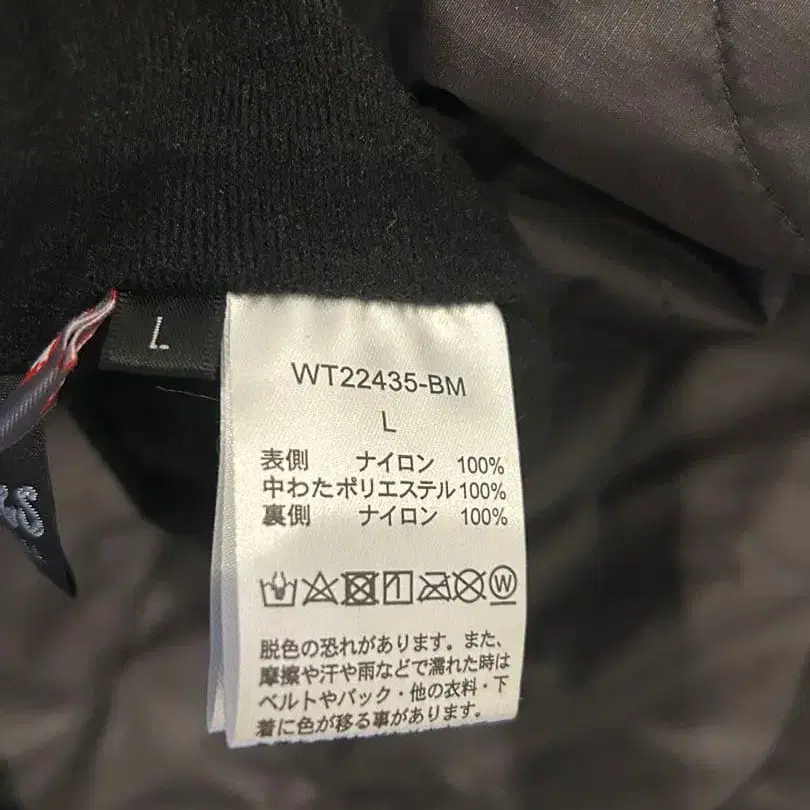 L
WT22435-BM
L
表側 ナイロン 100%
中わたポリエステル100%
裏側 ナイロン 100%
W
脱色の恐れがあります。また、
摩擦や汗や雨などで濡れた時は
ベルトやバック・他の衣料・下
着に色が移る事があります。